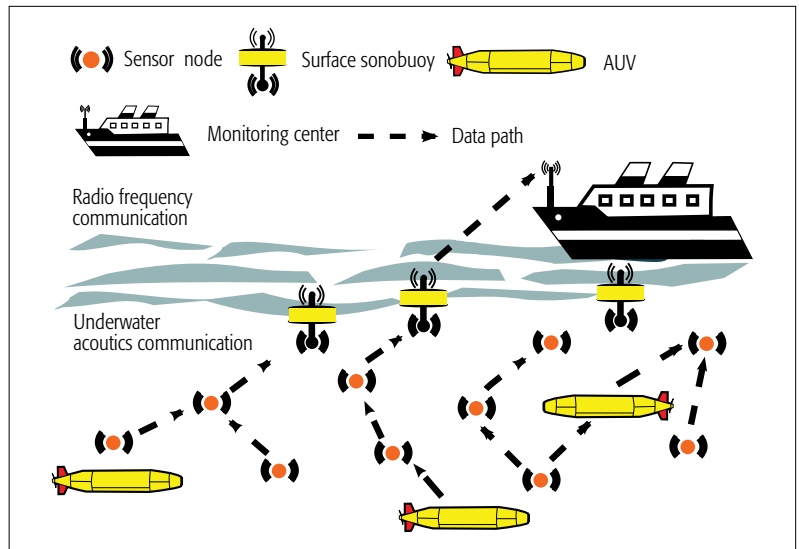 Sensor node
Surface sonobuoy
AUV
Monitoring center
Data path
Radio frequency
communication
Underwater
acoutics communication